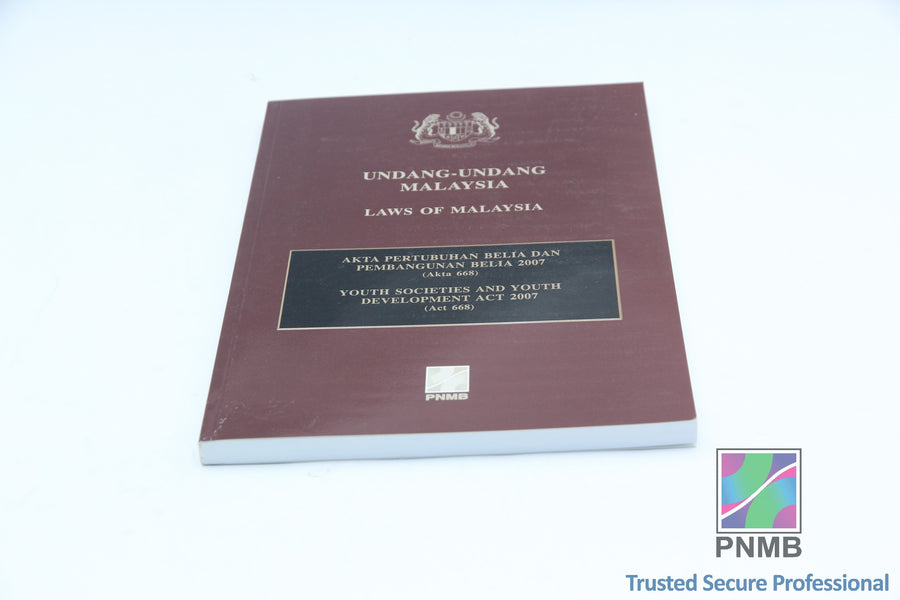 UNDANG-UNDANG
MALAYSIA
LAWS OF MALAYSIA
AKTA PERTUBUHAN BELIA DAN
PEMBANGUNAN BELIA 2007
(Akta 668)
YOUTH SOCIETIES AND YOUTH
DEVELOPMENT ACT 2007
(Act 668)
PNMB
PNMB
Trusted Secure Professional